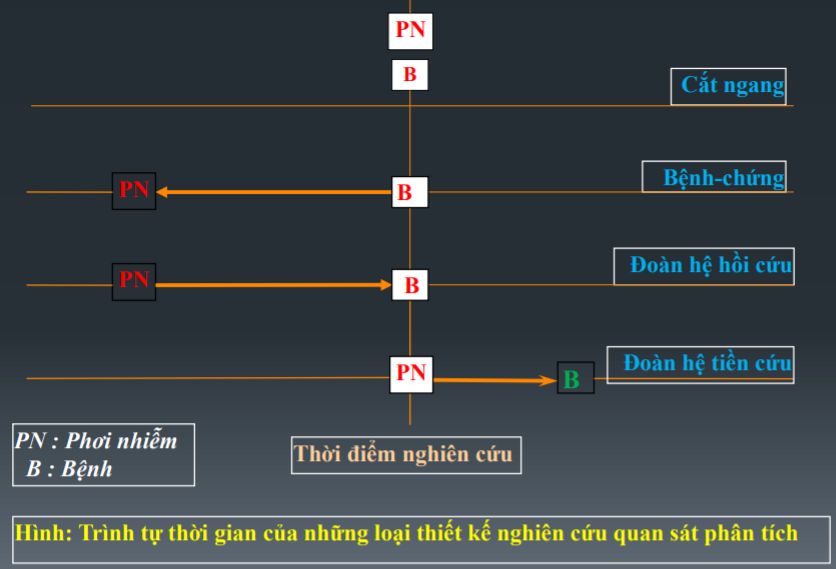 PN
B
Cắt ngang
PN
B
Bệnh-chứng
PN
B
Đoàn hệ hồi cứu
PN
B
Đoàn hệ tiền cứu
PN : Phơi nhiễm
B : Bệnh
Thời điểm nghiên cứu
Hình: Trình tự thời gian của những loại thiết kế nghiên cứu quan sát phân tích